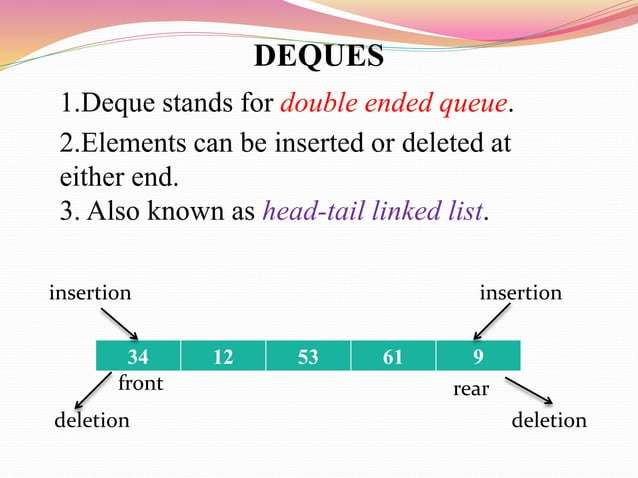 DEQUES
1.Deque stands for double ended queue.
2.Elements can be inserted or deleted at
either end.
3. Also known as head-tail linked list.
insertion insertion
34 12 53 61 9
front rear
deletion deletion